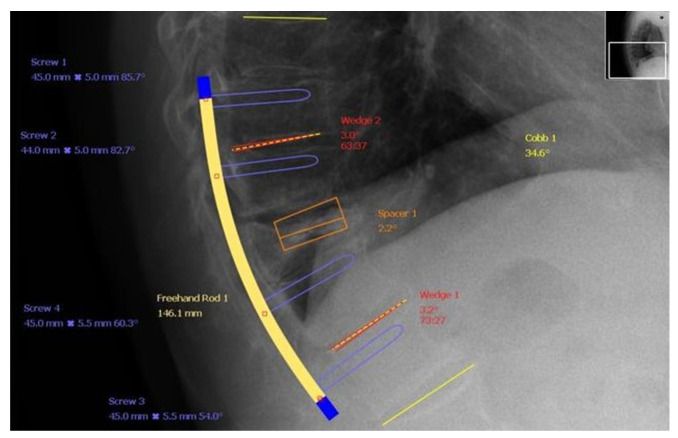 Screw 1
45.0 mm ✖ 5.0 mm 85.7°
Wedge 2
3.0°
63:37
Screw 2
44.0 mm ✖ 5.0 mm 82.7°
Cobb 1
34.6°
Spacer 1
2.2°
Freehand Rod 1
146.1 mm
Wedge 1
3.2°
73:27
Screw 4
45.0 mm ✖ 5.5 mm 60.3°
Screw 3
45.0 mm ✖ 5.5 mm 54.0°